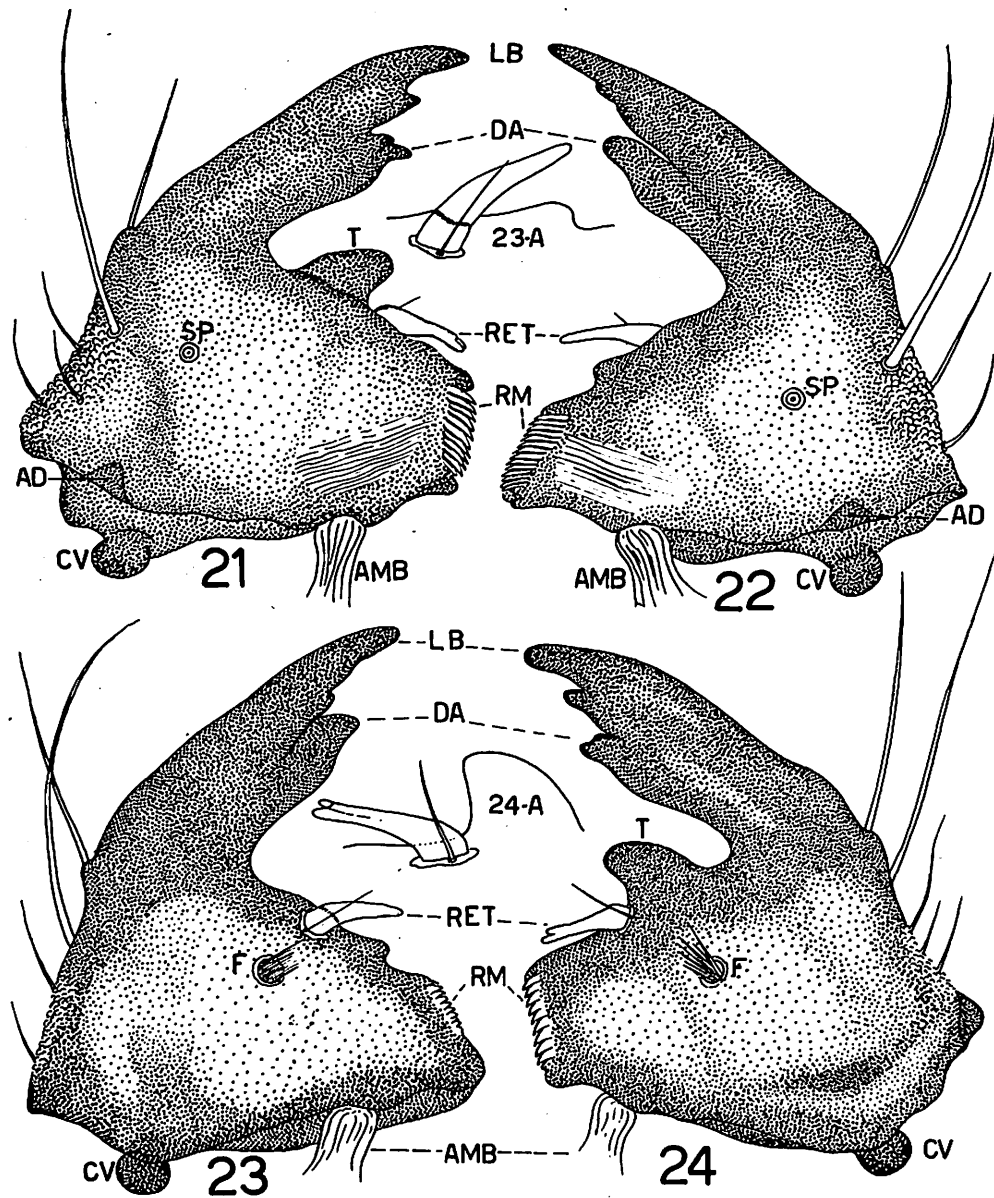 LB
DA
23-A
T
RET
SP
RM
SP
AD
AD
CV
21
AMB
AMB
22
CV
LB
DA
24-A
T
RET
F
F
RM
CV
23
AMB
24
CV